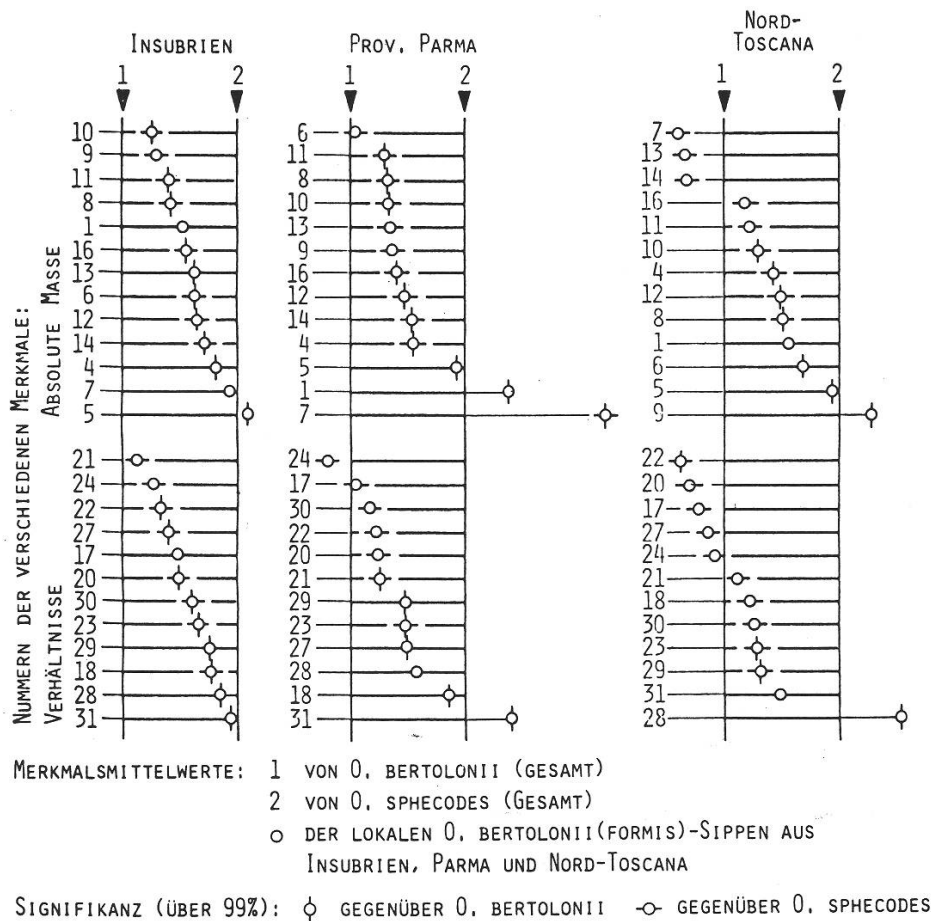 INSUBRIEN
PROV. PARMA
NORD-
TOSCANA
1 2 1 2 1 2
NUMMERN DER VERSCHIEDENEN MERKMALE:
ABSOLUTE MASSE
10 6 7
9 11 13
11 8 14
8 10 16
1 13 11
16 9 10
13 16 4
6 12 12
12 14 8
14 4 1
4 5 6
7 1 5
5 7 9
VERHÄLTNISSE
21 24 22
24 17 20
22 30 17
27 22 27
17 20 24
20 21 21
30 29 18
23 23 30
29 27 23
18 28 29
28 18 31
31 31 28
MERKMALSMITTELWERTE: 1 VON O. BERTOLONII (GESAMT)
2 VON O. SPHECODES (GESAMT)
DER LOKALEN O. BERTOLONII(FORMIS)-SIPPEN AUS
INSUBRIEN, PARMA UND NORD-TOSCANA
SIGNIFIKANZ (ÜBER 99%): GEGENÜBER O. BERTOLONII GEGENÜBER O. SPHECODES